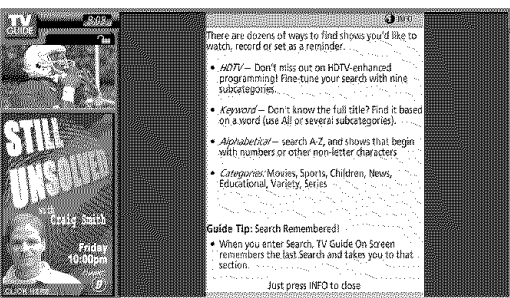 TV
GUIDE
8:03
INFO
There are dozens of ways to find shows you'd like to
watch, record or set as a reminder.
• HDTV – Don't miss out on HDTV-enhanced
programming! Fine-tune your search with nine
subcategories.
• Keyword – Don't know the full title? Find it based
on a word (use All or several subcategories).
• Alphabetical – search A-Z, and shows that begin
with numbers or other non-letter characters
• Categories: Movies, Sports, Children, News,
Educational, Variety, Series
Guide Tip: Search Remembered!
• When you enter Search, TV Guide On Screen
remembers the last Search and takes you to that
section.
Just press INFO to close
STILL
UNSOLVED
with
Craig Smith
Friday
10:00pm
CLICK HERE